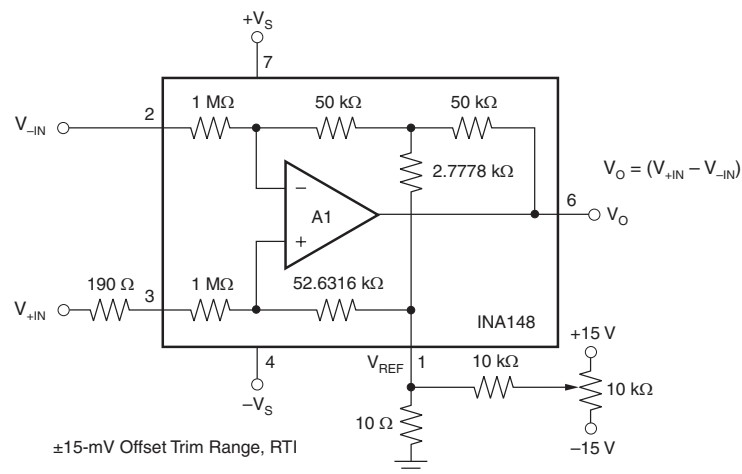 +V_S
7
2
1 MΩ
50 kΩ
50 kΩ
V_–IN
2.7778 kΩ
V_O = (V_+IN – V_–IN)
–
A1
+
6
V_O
190 Ω
3
1 MΩ
52.6316 kΩ
V_+IN
INA148
4
V_REF
1
10 kΩ
+15 V
10 kΩ
–V_S
10 Ω
–15 V
±15-mV Offset Trim Range, RTI